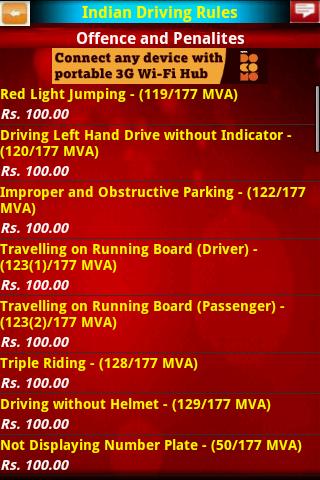 Indian Driving Rules
Offence and Penalites
Connect any device with
portable 3G Wi-Fi Hub
DOCOMO
Red Light Jumping - (119/177 MVA)
Rs. 100.00
Driving Left Hand Drive without Indicator -
(120/177 MVA)
Rs. 100.00
Improper and Obstructive Parking - (122/177
MVA)
Rs. 100.00
Travelling on Running Board (Driver) -
(123(1)/177 MVA)
Rs. 100.00
Travelling on Running Board (Passenger) -
(123(2)/177 MVA)
Rs. 100.00
Triple Riding - (128/177 MVA)
Rs. 100.00
Driving without Helmet - (129/177 MVA)
Rs. 100.00
Not Displaying Number Plate - (50/177 MVA)
Rs. 100.00